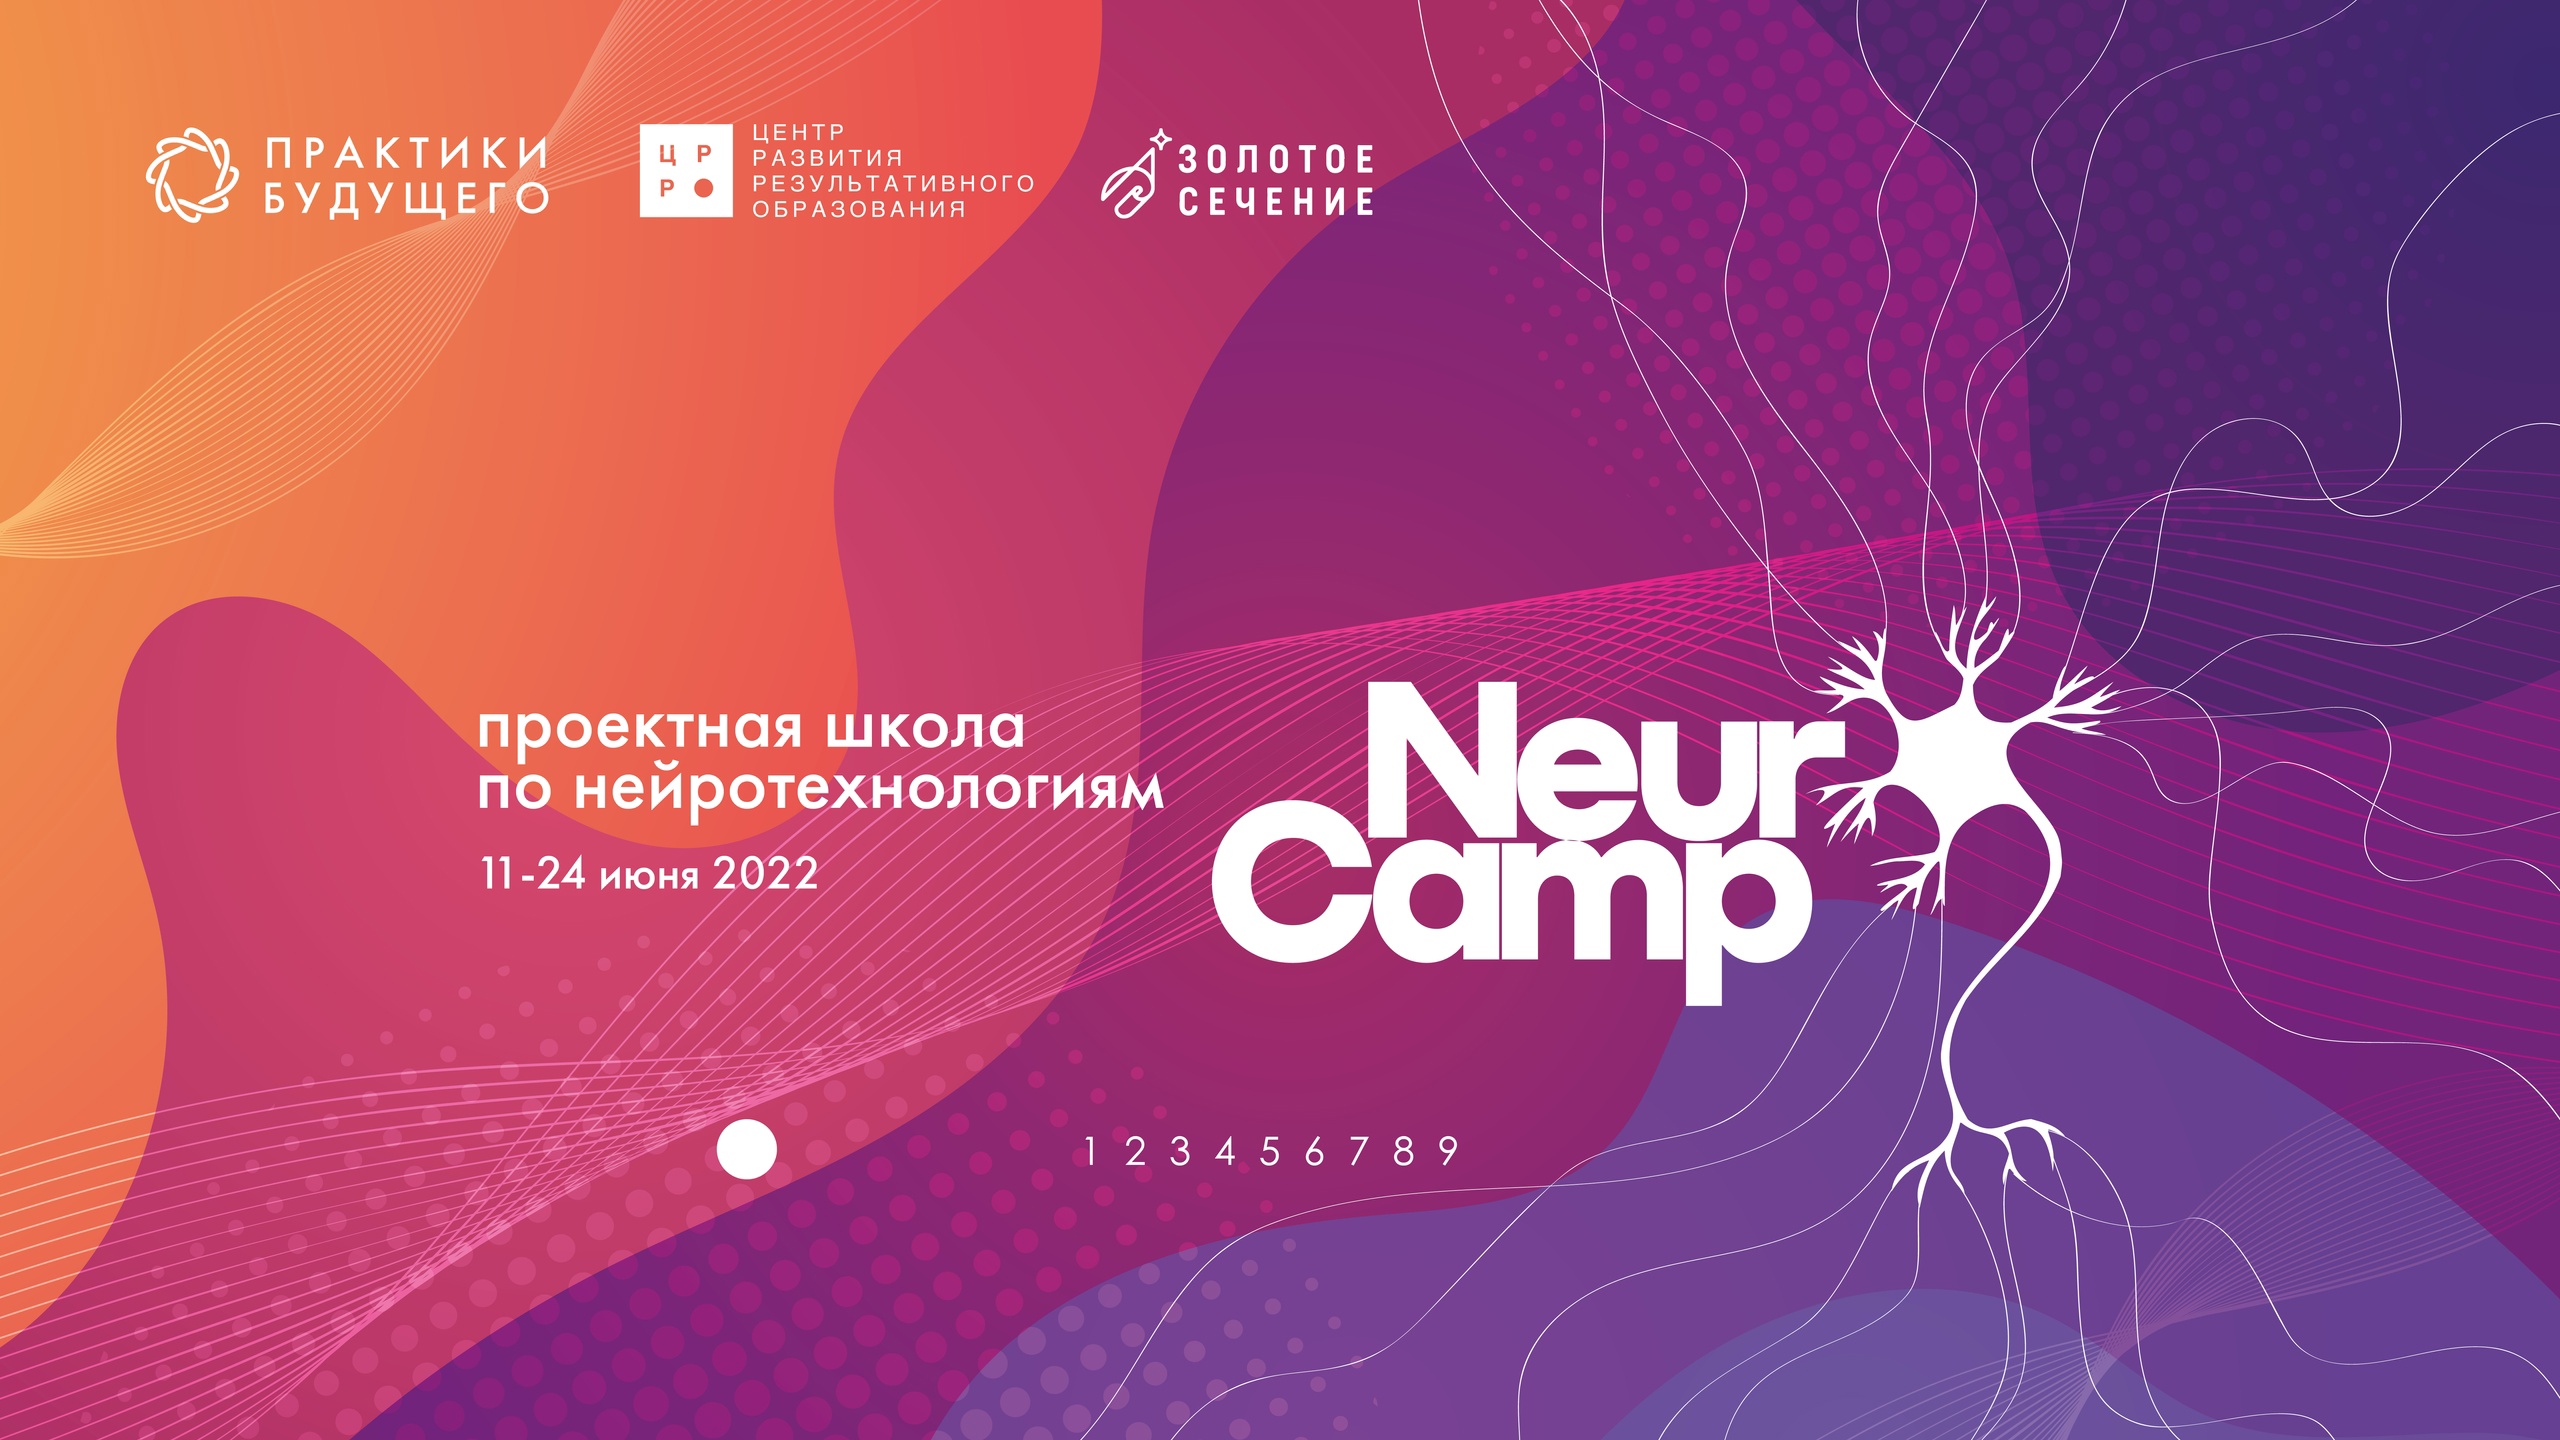 ПРАКТИКИ
БУДУЩЕГО
Ц Р
Р
ЦЕНТР
РАЗВИТИЯ
РЕЗУЛЬТАТИВНОГО
ОБРАЗОВАНИЯ
ЗОЛОТОЕ
СЕЧЕНИЕ
проектная школа
по нейротехнологиям
11-24 июня 2022
Neur
Camp
1 2 3 4 5 6 7 8 9